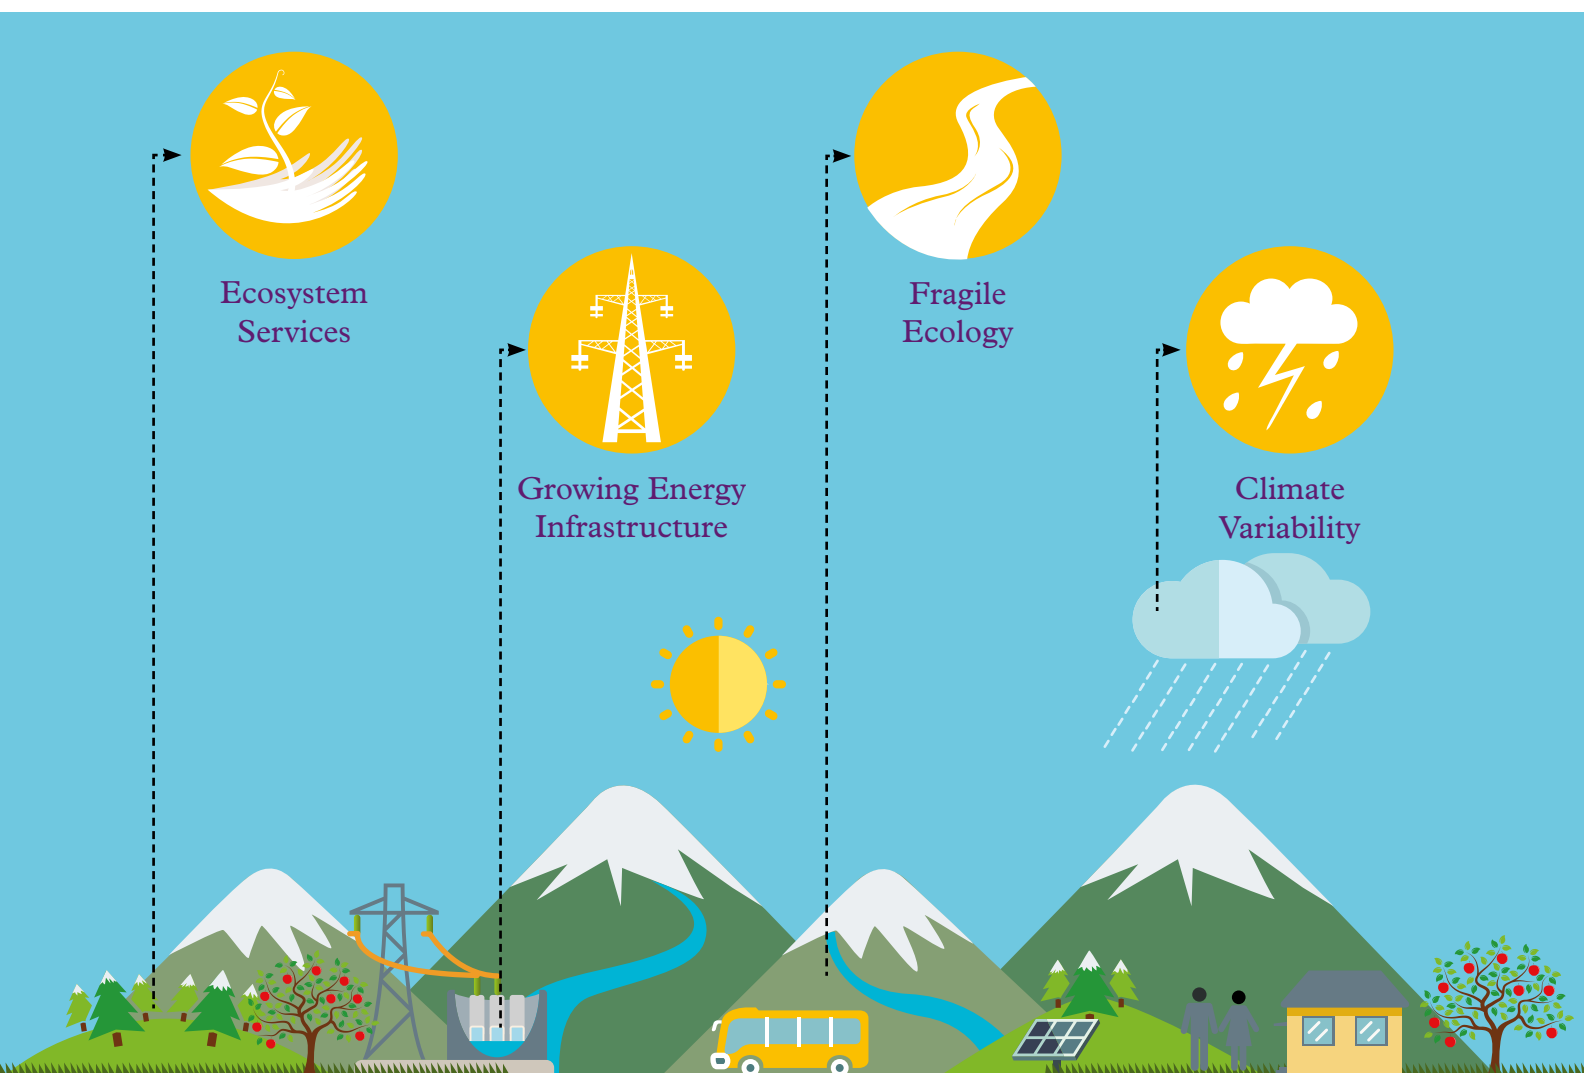 Ecosystem
Services
Growing Energy
Infrastructure
Fragile
Ecology
Climate
Variability